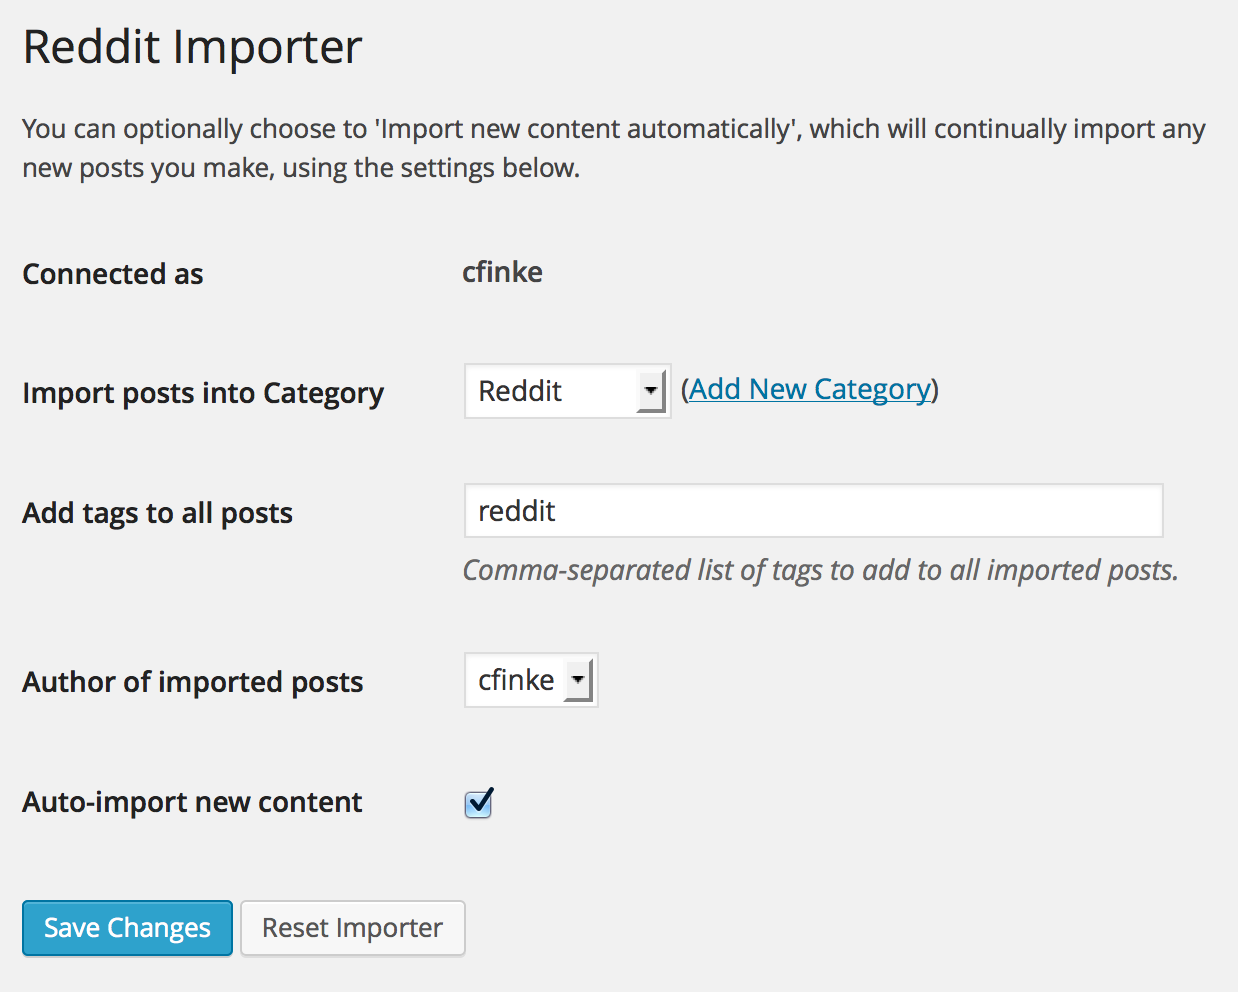 Reddit Importer
You can optionally choose to 'Import new content automatically', which will continually import any
new posts you make, using the settings below.
Connected as cfinke
Import posts into Category Reddit (Add New Category)
Add tags to all posts reddit
Comma-separated list of tags to add to all imported posts.
Author of imported posts cfinke
Auto-import new content
Save Changes Reset Importer